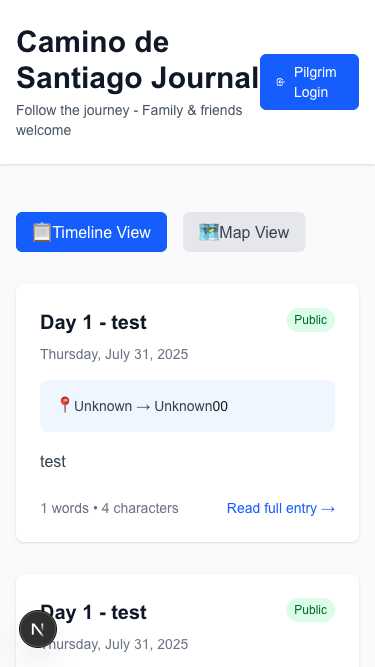 Camino de
Santiago Journal
Follow the journey - Family & friends
welcome
Pilgrim
Login
Timeline View
Map View
Day 1 - test
Public
Thursday, July 31, 2025
Unknown → Unknown00
test
1 words • 4 characters
Read full entry →
Day 1 - test
Public
Thursday, July 31, 2025
N